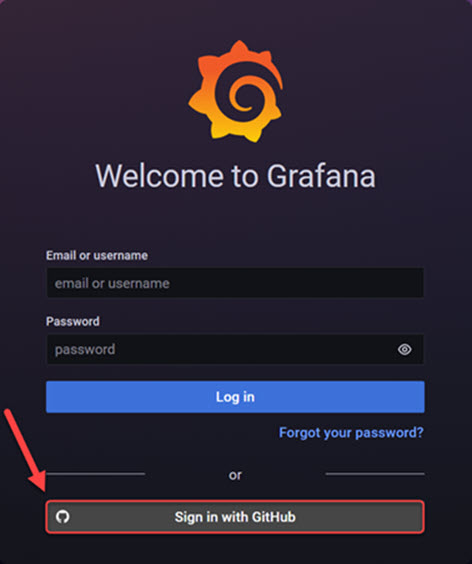 Welcome to Grafana
Email or username
email or username
Password
password
Log in
Forgot your password?
or
Sign in with GitHub